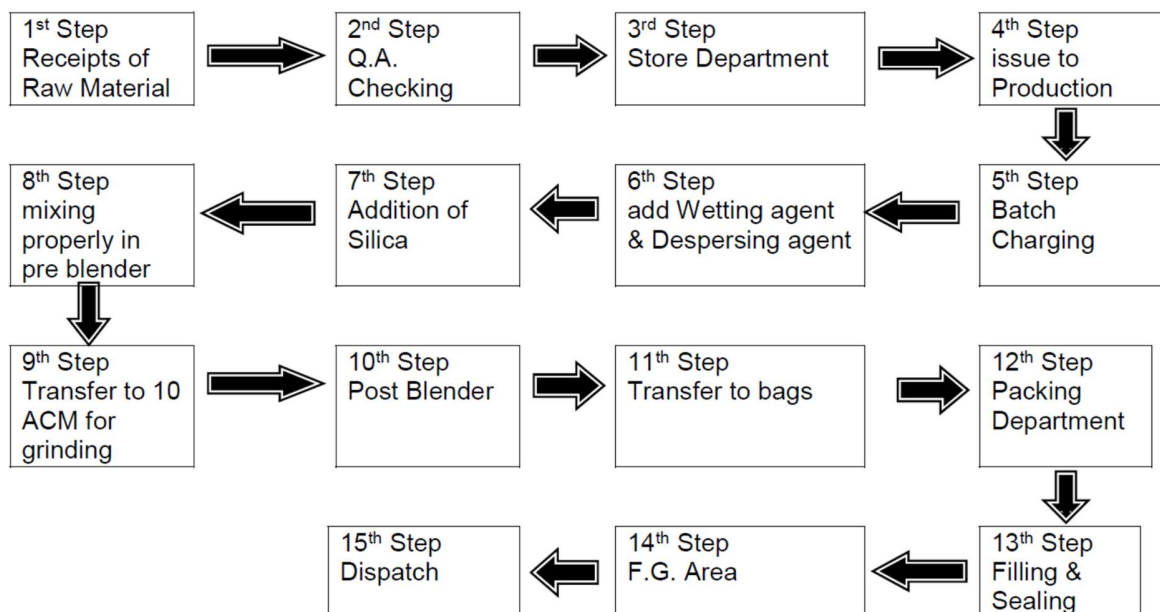 1st Step
Receipts of
Raw Material
2nd Step
Q.A.
Checking
3rd Step
Store Department
4th Step
issue to
Production
8th Step
mixing
properly in
pre blender
7th Step
Addition of
Silica
6th Step
add Wetting agent
& Despersing agent
5th Step
Batch
Charging
9th Step
Transfer to 10
ACM for
grinding
10th Step
Post Blender
11th Step
Transfer to bags
12th Step
Packing
Department
15th Step
Dispatch
14th Step
F.G. Area
13th Step
Filling &
Sealing